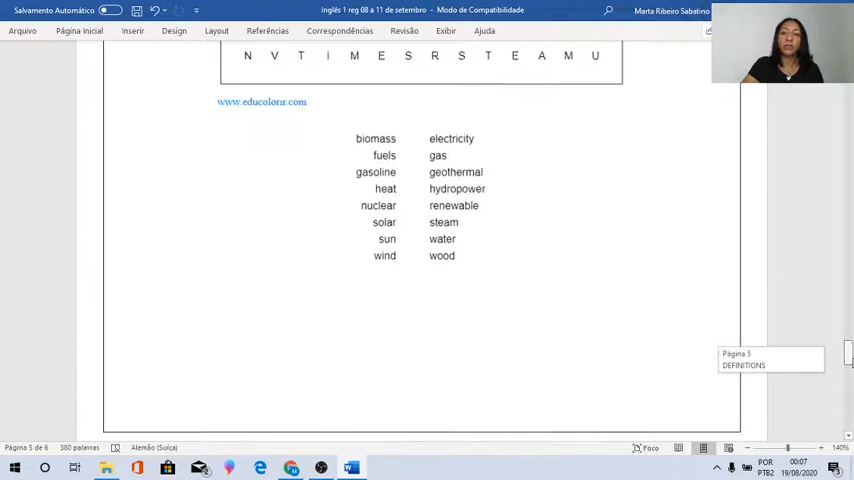 Salvamento Automático
Inglês 1 reg 08 a 11 de setembro - Modo de Compatibilidade
Marta Ribeiro Sabatino
Arquivo Página Inicial Inserir Design Layout Referências Correspondências Revisão Exibir Ajuda
N V T I M E S R S T E A M U
www.educolorir.com
biomass electricity
fuels gas
gasoline geothermal
heat hydropower
nuclear renewable
solar steam
sun water
wind wood
Página 5
DEFINITIONS
Página 5 de 6 380 palavras Alemão (Suíça) Foco 140%
POR 00:07
PTB2 19/08/2020